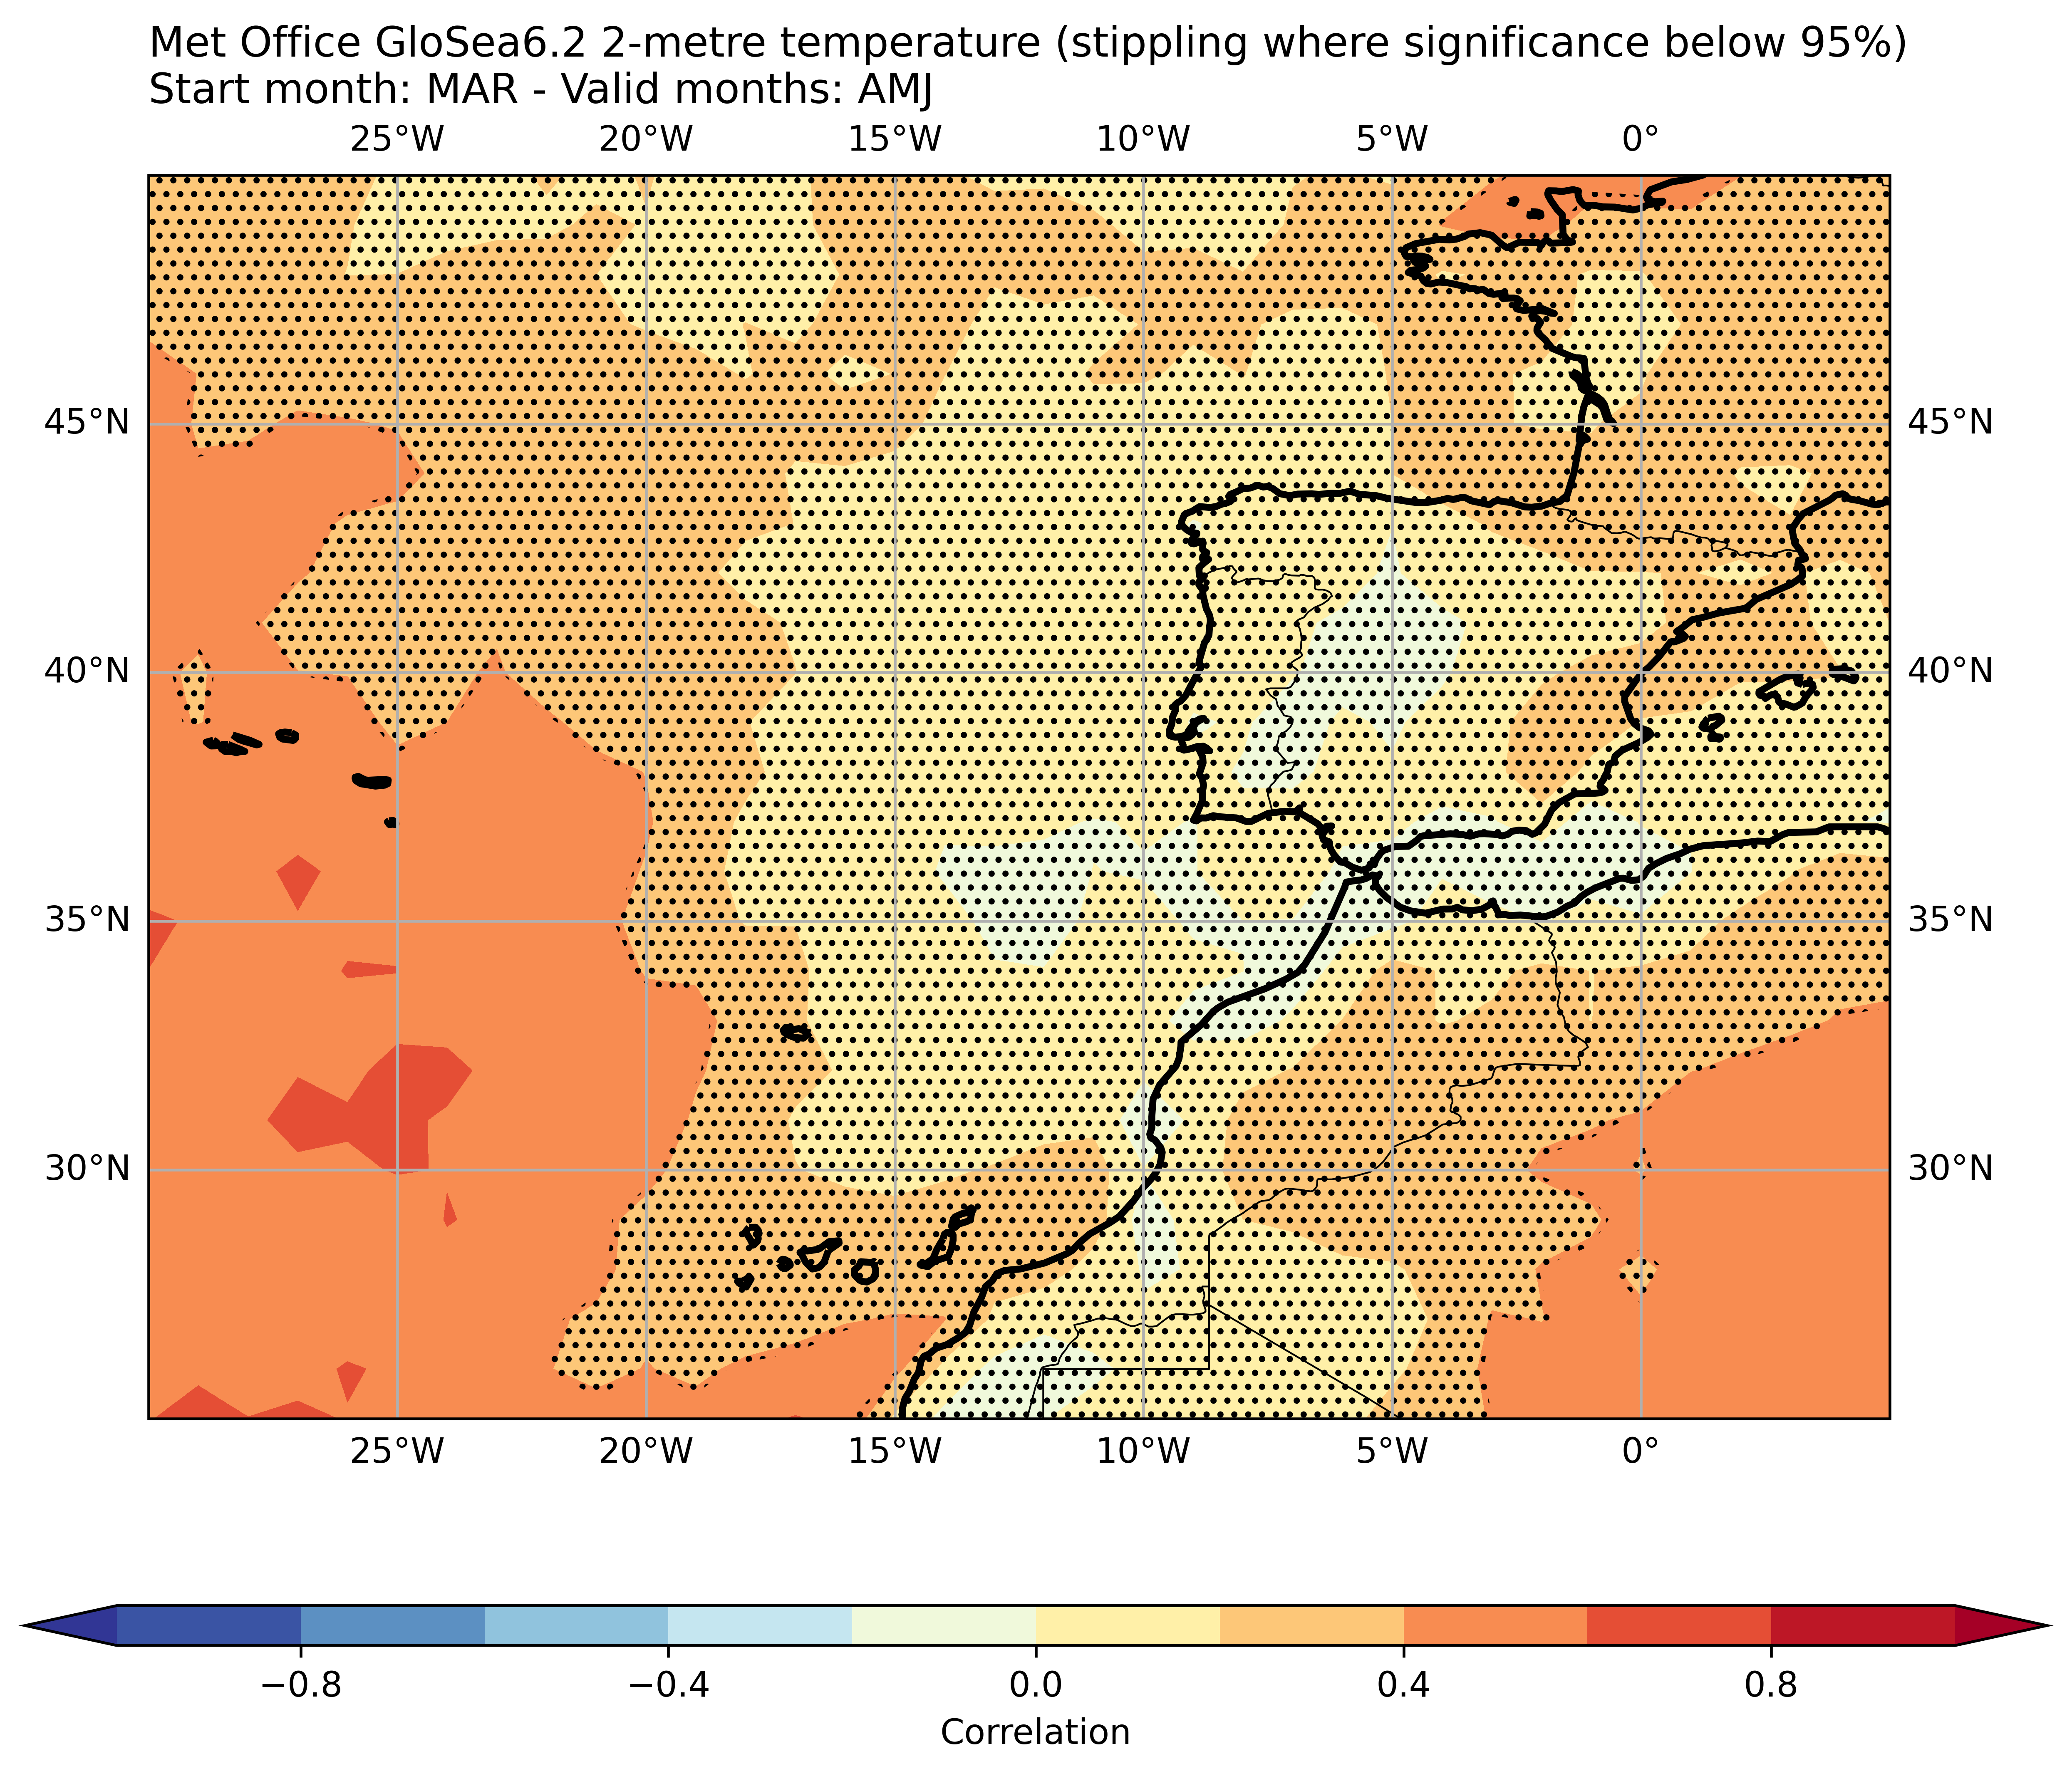 Met Office GloSea6.2 2-metre temperature (stippling where significance below 95%)
Start month: MAR - Valid months: AMJ
25°W 20°W 15°W 10°W 5°W 0°
45°N 45°N
40°N 40°N
35°N 35°N
30°N 30°N
25°W 20°W 15°W 10°W 5°W 0°
−0.8 −0.4 0.0 0.4 0.8
Correlation